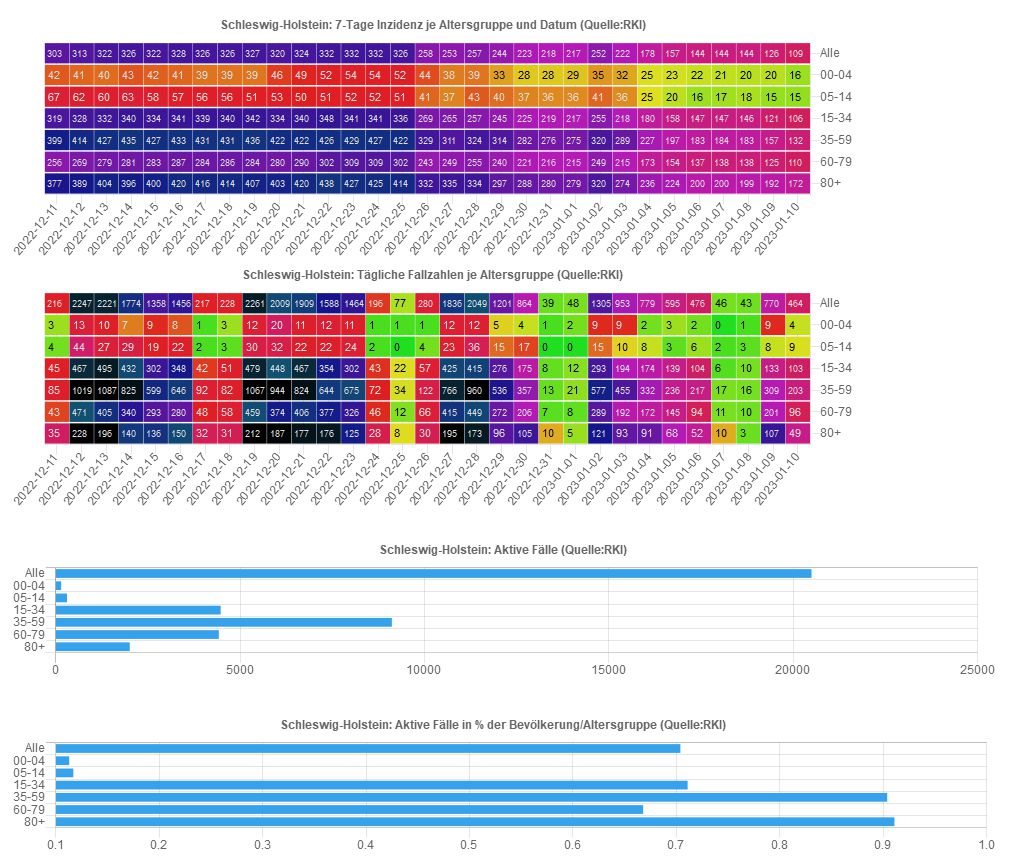 Schleswig-Holstein: 7-Tage Inzidenz je Altersgruppe und Datum (Quelle:RKI)
303 313 322 326 322 328 326 326 327 320 324 332 332 332 326 258 253 257 244 223 218 217 252 222 178 157 144 144 144 126 109 Alle
42 41 40 43 42 41 39 39 39 46 49 52 54 54 52 44 38 39 33 28 28 29 35 32 25 23 22 21 20 20 16 00-04
67 62 60 63 58 57 56 56 51 53 50 51 52 52 51 41 37 43 40 37 36 36 41 36 25 20 16 17 18 15 15 05-14
319 328 332 340 334 341 339 340 342 334 340 348 341 341 336 269 265 257 245 225 219 217 255 218 180 158 147 147 146 121 106 15-34
399 414 427 435 427 433 431 431 436 422 422 426 429 427 422 329 311 324 314 282 276 275 320 289 227 197 183 184 183 157 132 35-59
256 269 279 281 283 287 284 286 284 280 290 302 309 309 302 243 249 255 240 221 216 215 249 215 173 154 137 138 138 125 110 60-79
377 389 404 396 400 420 416 414 407 403 420 438 427 425 414 332 335 334 297 288 280 279 320 274 236 224 200 200 199 192 172 80+
2022-12-11 2022-12-12 2022-12-13 2022-12-14 2022-12-15 2022-12-16 2022-12-17 2022-12-18 2022-12-19 2022-12-20 2022-12-21 2022-12-22 2022-12-23 2022-12-24 2022-12-25 2022-12-26 2022-12-27 2022-12-28 2022-12-29 2022-12-30 2022-12-31 2023-01-01 2023-01-02 2023-01-03 2023-01-04 2023-01-05 2023-01-06 2023-01-07 2023-01-08 2023-01-09 2023-01-10
Schleswig-Holstein: Tägliche Fallzahlen je Altersgruppe (Quelle:RKI)
216 2247 2221 1774 1358 1456 217 228 2261 2009 1909 1588 1464 196 77 280 1836 2049 1201 864 39 48 1305 953 779 595 476 46 43 770 464 Alle
3 13 10 7 9 8 1 3 12 20 11 12 11 1 1 1 12 12 5 4 1 2 9 9 2 3 2 0 1 9 4 00-04
4 44 27 29 19 22 2 3 30 32 22 22 24 2 0 4 23 36 15 17 0 0 15 10 8 3 6 2 3 8 9 05-14
45 467 495 432 302 348 42 51 479 448 467 354 302 43 22 57 425 415 276 175 8 12 293 194 174 139 104 6 10 133 103 15-34
85 1019 1087 825 599 646 92 82 1067 944 824 644 675 72 34 122 766 960 536 357 13 21 577 455 332 236 217 17 16 309 203 35-59
43 471 405 340 293 280 48 58 459 374 406 377 326 46 12 66 415 449 272 206 7 8 289 192 172 145 94 11 10 201 96 60-79
35 228 196 140 136 150 32 31 212 187 177 176 125 28 8 30 195 173 96 105 10 5 121 93 91 68 52 10 3 107 49 80+
2022-12-11 2022-12-12 2022-12-13 2022-12-14 2022-12-15 2022-12-16 2022-12-17 2022-12-18 2022-12-19 2022-12-20 2022-12-21 2022-12-22 2022-12-23 2022-12-24 2022-12-25 2022-12-26 2022-12-27 2022-12-28 2022-12-29 2022-12-30 2022-12-31 2023-01-01 2023-01-02 2023-01-03 2023-01-04 2023-01-05 2023-01-06 2023-01-07 2023-01-08 2023-01-09 2023-01-10
Schleswig-Holstein: Aktive Fälle (Quelle:RKI)
Alle
00-04
05-14
15-34
35-59
60-79
80+
0 5000 10000 15000 20000 25000
Schleswig-Holstein: Aktive Fälle in % der Bevölkerung/Altersgruppe (Quelle:RKI)
Alle
00-04
05-14
15-34
35-59
60-79
80+
0.1 0.2 0.3 0.4 0.5 0.6 0.7 0.8 0.9 1.0